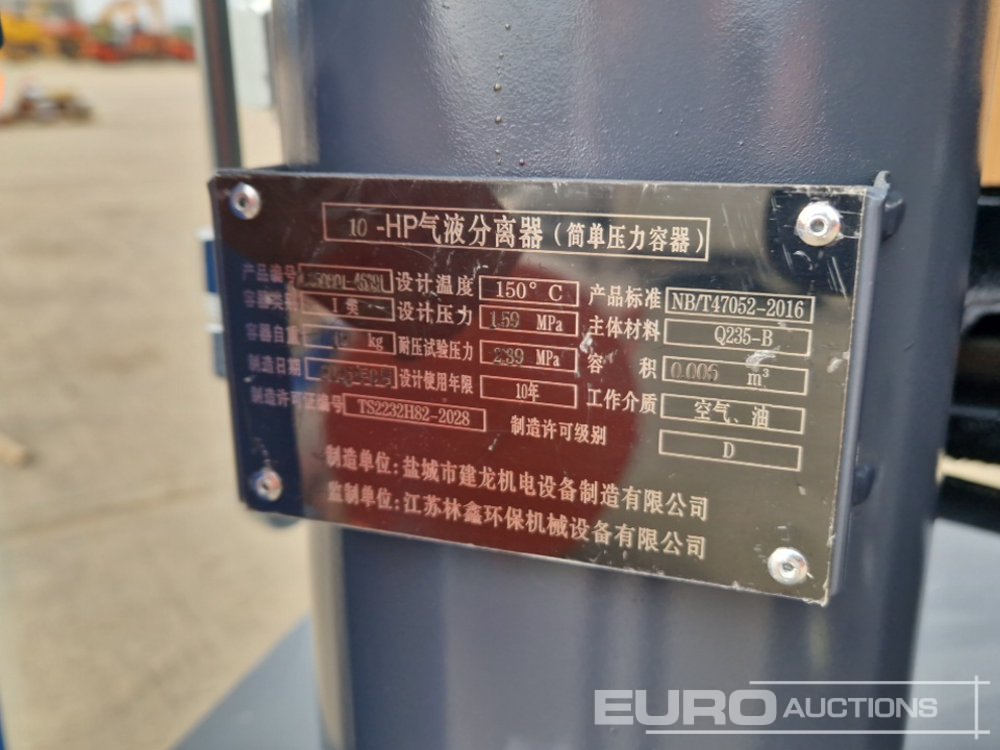 10 -HP气液分离器（简单压力容器）
产品编号 设计温度 150°C 产品标准 NB/T47052-2016
容器类别 I 类 设计压力 1.59 MPa 主体材料 Q235-B
容器自重 kg 耐压试验压力 MPa 容 积 0.006 m³
制造日期 设计使用年限 10年 工作介质 空气、油
制造许可证编号 TS2232H82-2028 制造许可级别 D
制造单位：盐城市建龙机电设备制造有限公司
监制单位：江苏林鑫环保机械设备有限公司
EURO AUCTIONS